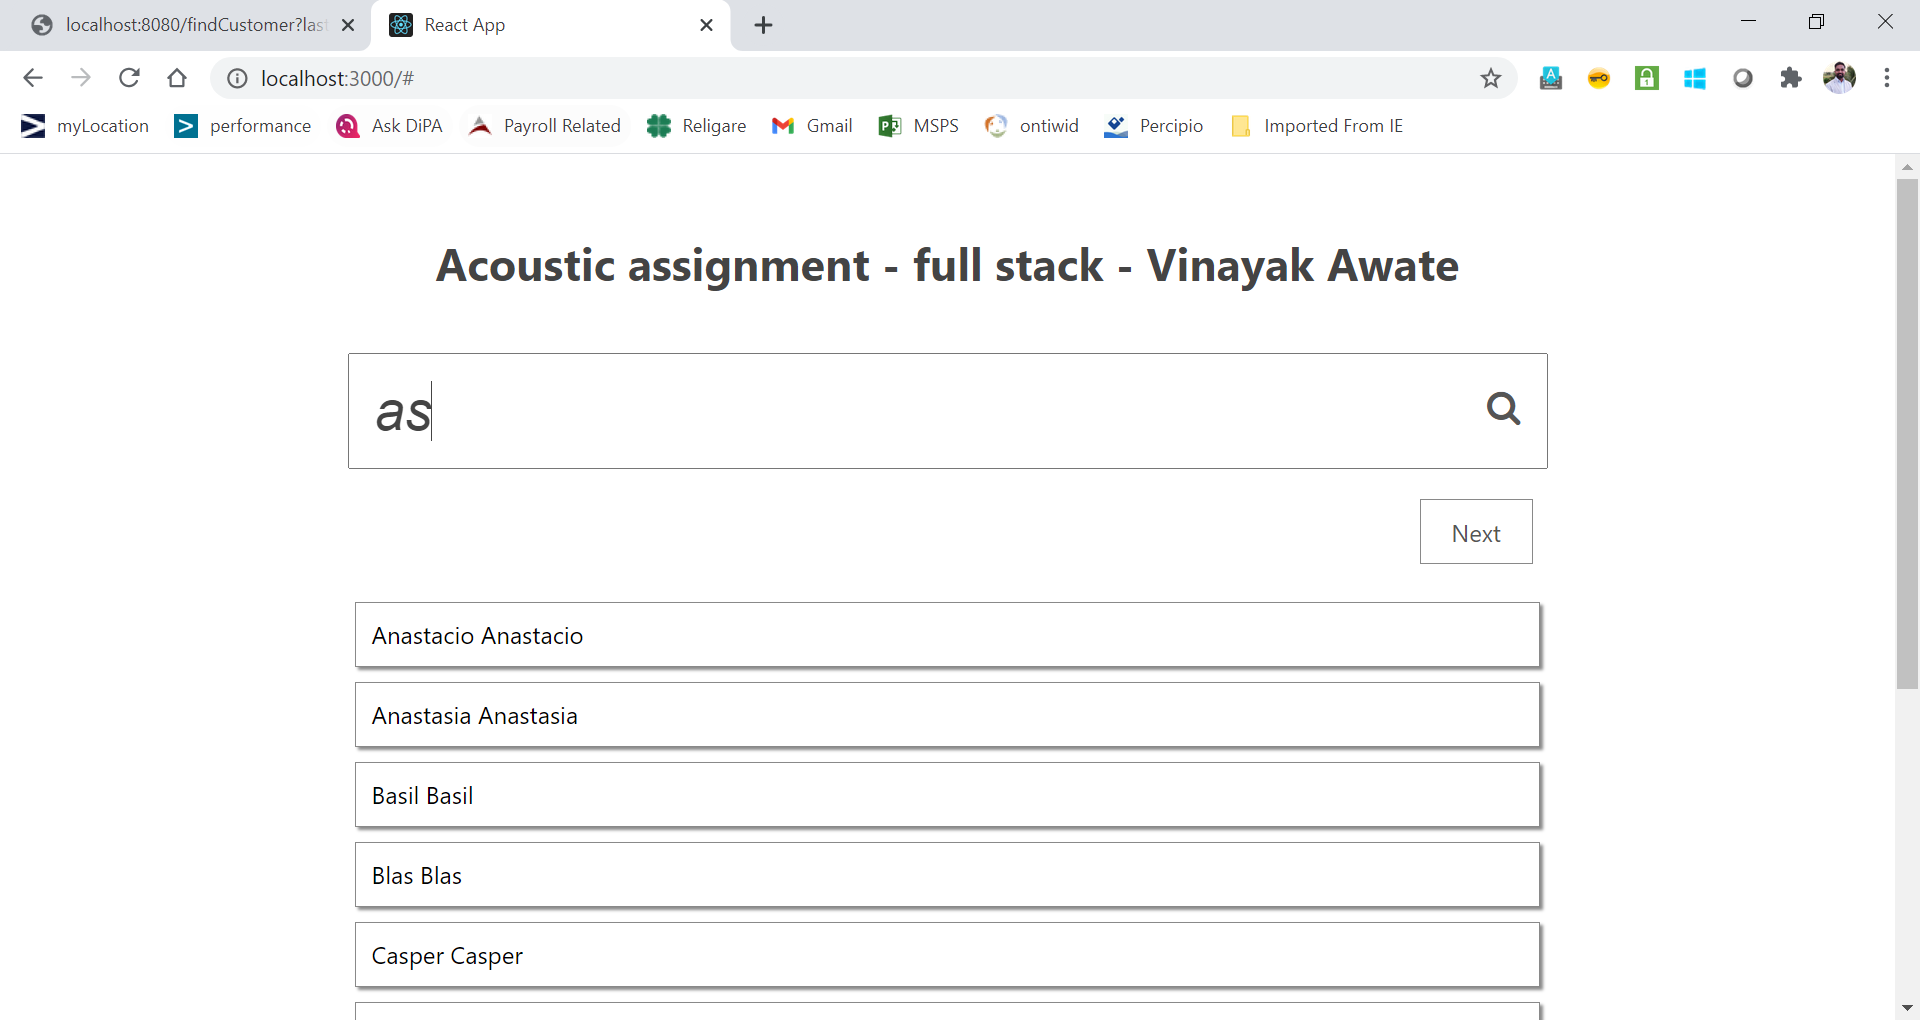 localhost:8080/findCustomer?las
React App
localhost:3000/#
myLocation performance Ask DiPA Payroll Related Religare Gmail MSPS ontiwid Percipio Imported From IE
Acoustic assignment - full stack - Vinayak Awate
as
Next
Anastacio Anastacio
Anastasia Anastasia
Basil Basil
Blas Blas
Casper Casper